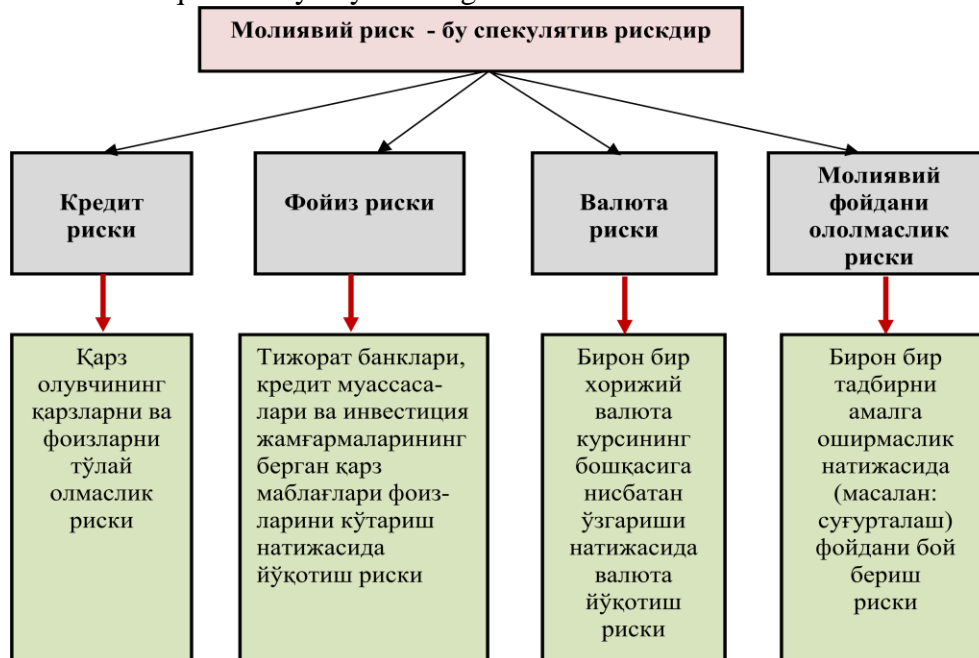 Молиявий риск - бу спекулятив рискдир
Кредит
риски
Фойиз риски
Валюта
риски
Молиявий
фойдани
ололмаслик
риски
Қарз
олувчининг
қарзларни ва
фоизларни
тўлай
олмаслик
риски
Тижорат банклари,
кредит муассаса-
лари ва инвестиция
жамғармаларининг
берган қарз
маблағлари фоиз-
ларини кўтариш
натижасида
йўқотиш риски
Бирон бир
хорижий
валюта
курсининг
бошқасига
нисбатан
ўзгариши
натижасида
валюта
йўқотиш
риски
Бирон бир
тадбирни
амалга
оширмаслик
натижасида
(масалан:
суғурталаш)
фойдани бой
бериш
риски